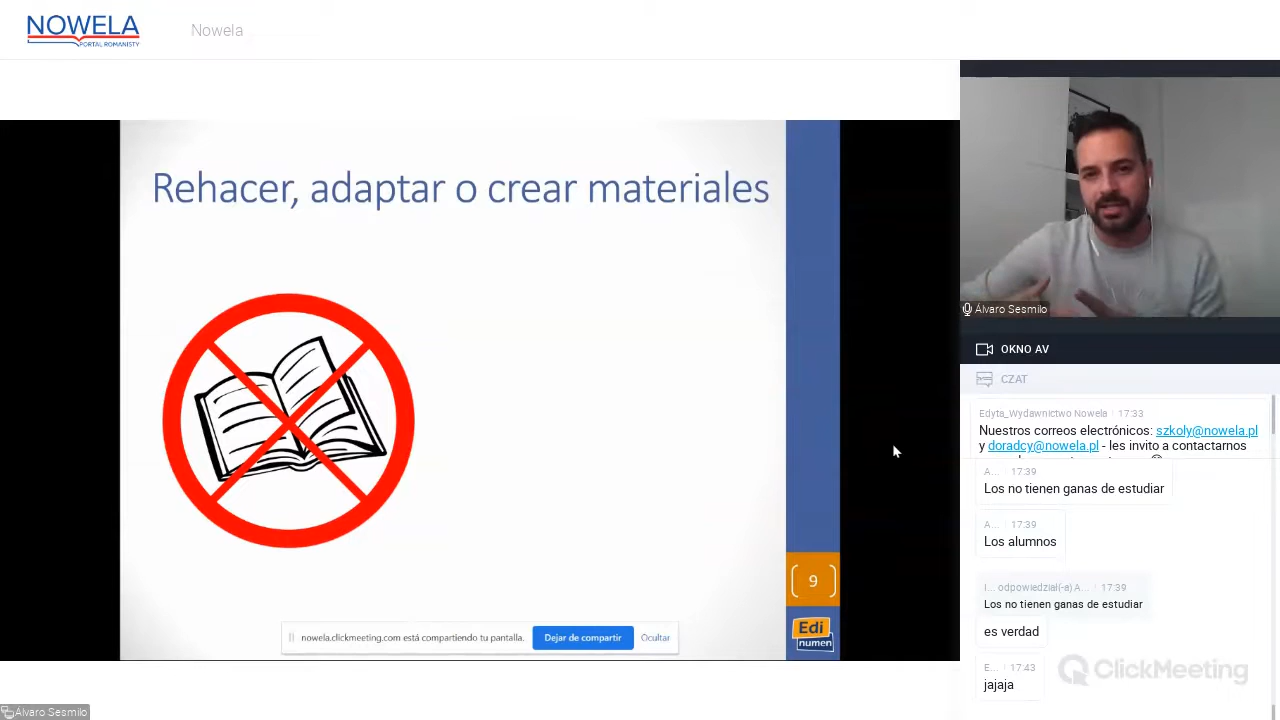 NOWELA
PORTAL ROMANISTY
Nowela
Rehacer, adaptar o crear materiales
9
Edi
numen
nowela.clickmeeting.com está compartiendo tu pantalla.
Dejar de compartir
Ocultar
Álvaro Sesmilo
Álvaro Sesmilo
OKNO AV
CZAT
Edyta_Wydawnictwo Nowela 17:33
Nuestros correos electrónicos: szkoly@nowela.pl
y doradcy@nowela.pl - les invito a contactarnos
A... 17:39
Los no tienen ganas de estudiar
A... 17:39
Los alumnos
I... odpowiedział(-a) A... 17:39
Los no tienen ganas de estudiar
es verdad
E... 17:43
jajaja
ClickMeeting